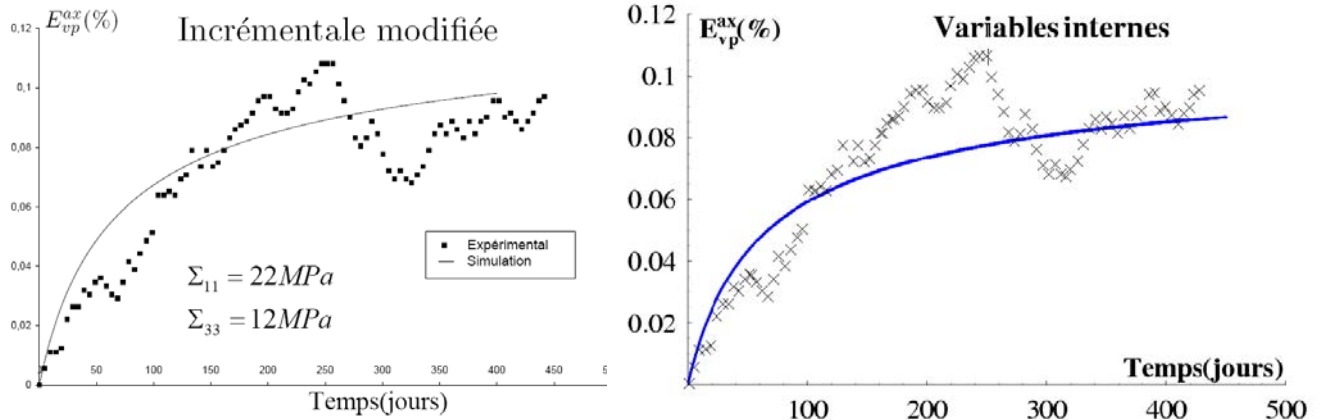 E_{vp}^{ax}(%)
Incrémentale modifiée
0,12
0,1
0,08
0,06
0,04
0,02
0
Expérimental
Simulation
Σ₁₁ = 22MPa
Σ₃₃ = 12MPa
50 100 150 200 250 300 350 400 450
Temps(jours)
0.12
E_{vp}^{ax}(%)
Variables internes
0.1
0.08
0.06
0.04
0.02
Temps(jours)
100 200 300 400 500